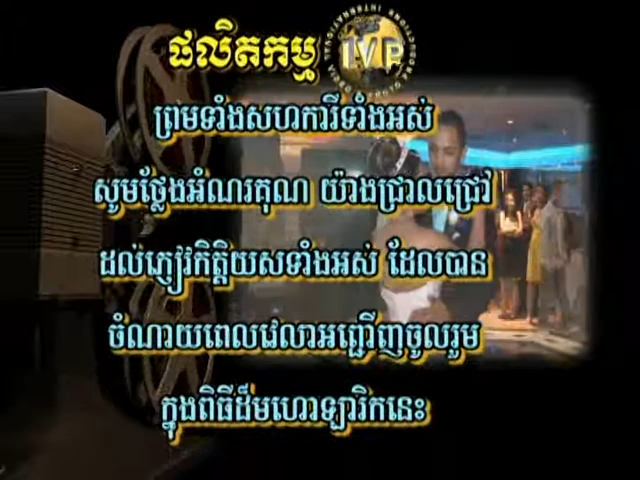 ផលិតកម្ម IVP
ព្រមទាំងសហការីទាំងអស់
សូមថ្លែងអំណរគុណ យ៉ាងជ្រាលជ្រៅ
ដល់ភ្ញៀវកិត្តិយសទាំងអស់ ដែលបាន
ចំណាយពេលវេលាអញ្ជើញចូលរួម
ក្នុងពិធីដ៏មហោឡារិកនេះ